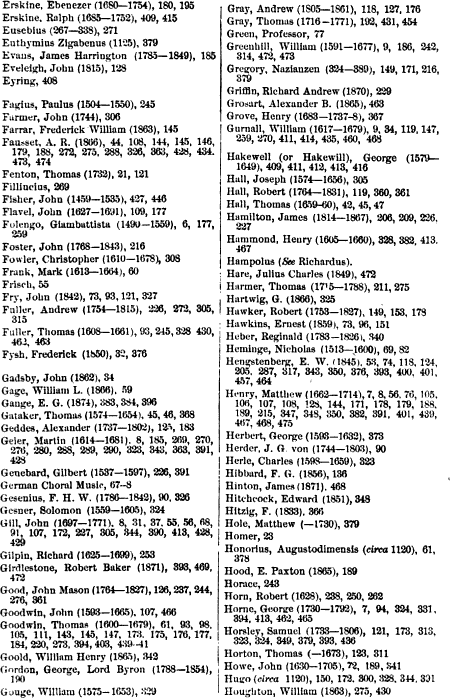 Erskine, Ebenezer (1680—1754), 180, 195
Erskine, Ralph (1685—1752), 409, 415
Eusebius (267—338), 271
Euthymius Zigabenus (1125), 379
Evans, James Harrington (1785—1849), 185
Eveleigh, John (1815), 128
Eyring, 408
Fagius, Paulus (1504—1550), 245
Farmer, John (1744), 306
Farrar, Frederick William (1863), 145
Fausset, A. R. (1866), 44, 108, 144, 145, 146,
179, 188, 272, 275, 288, 326, 363, 428, 434,
473, 474
Fenton, Thomas (1732), 21, 121
Fillincius, 269
Fisher, John (1459—1535), 427, 446
Flavel, John (1627—1691), 109, 177
Folengo, Giambattista (1490—1559), 6, 177,
259
Foster, John (1768—1843), 216
Fowler, Christopher (1610—1678), 308
Frank, Mark (1613—1664), 60
Frisch, 55
Fry, John (1842), 73, 93, 121, 327
Fuller, Andrew (1754—1815), 226, 272, 305,
315
Fuller, Thomas (1608—1661), 93, 245, 328 430,
462, 463
Fysh, Frederick (1850), 32, 376
Gadsby, John (1862), 34
Gage, William L. (1866), 59
Gange, E. G. (1874), 383, 384, 396
Gataker, Thomas (1574—1654), 45, 46, 368
Geddes, Alexander (1737—1802), 125, 183
Geier, Martin (1614—1681), 8, 185, 269, 270,
276, 280, 288, 289, 290, 323, 343, 363, 391,
428
Genebard, Gilbert (1537—1597), 226, 391
German Choral Music, 67-8
Gesenius, F. H. W. (1786—1842), 90, 326
Gesner, Solomon (1559—1605), 324
Gill, John (1697—1771), 8, 31, 37, 55, 56, 68,
91, 107, 172, 227, 305, 344, 390, 413, 428,
429
Gilpin, Richard (1625—1699), 253
Girdlestone, Robert Baker (1871), 393, 469,
472
Good, John Mason (1764—1827), 126, 237, 244,
276, 361
Goodwin, John (1593—1665), 107, 466
Goodwin, Thomas (1600—1679), 61, 93, 98,
105, 111, 143, 145, 147, 173, 175, 176, 177,
184, 220, 273, 394, 403, 439-41
Goold, William Henry (1865), 342
Gordon, George, Lord Byron (1788—1854),
190
Gouge, William (1575—1653), 329
Gray, Andrew (1805—1861), 118, 127, 176
Gray, Thomas (1716—1771), 192, 431, 454
Green, Professor, 77
Greenhill, William (1591—1677), 9, 186, 242,
314, 472, 473
Gregory, Nazianzen (324—389), 149, 171, 216,
379
Griffin, Richard Andrew (1870), 229
Grosart, Alexander B. (1865), 463
Grove, Henry (1683—1737-8), 367
Gurnall, William (1617—1679), 9, 34, 119, 147,
259, 270, 411, 414, 435, 460, 468
Hakewell (or Hakewill), George (1579—
1649), 409, 411, 412, 413, 416
Hall, Joseph (1574—1656), 305
Hall, Robert (1764—1831), 119, 360, 361
Hall, Thomas (1659-60), 42, 45, 47
Hamilton, James (1814—1867), 206, 209, 226,
227
Hammond, Henry (1605—1660), 328, 382, 413,
467
Hampolus (See Richardus).
Hare, Julius Charles (1849), 472
Harmer, Thomas (1715—1788), 211, 275
Hartwig, G. (1866), 325
Hawker, Robert (1753—1827), 149, 153, 178
Hawkins, Ernest (1859), 73, 96, 151
Heber, Reginald (1783—1826), 340
Heminge, Nicholas (1513—1600), 69, 82
Hengstenberg, E. W. (1845), 53, 74, 118, 124,
205, 287, 317, 343, 350, 376, 393, 400, 401,
457, 464
Henry, Matthew (1662—1714), 7, 8, 56, 76, 105,
106, 107, 108, 128, 144, 171, 178, 179, 188,
189, 215, 347, 348, 350, 382, 391, 401, 439,
467, 468, 475
Herbert, George (1593—1632), 373
Herder, J. G. von (1744—1803), 90
Herle, Charles (1598—1659), 323
Hibbard, F. G. (1856), 136
Hinton, James (1871), 468
Hitchcock, Edward (1851), 348
Hitzig, F. (1833), 366
Hole, Matthew (—1730), 379
Homer, 23
Honorius, Augustodimensis (circa 1120), 61,
378
Hood, E. Paxton (1865), 189
Horace, 243
Horn, Robert (1628), 238, 250, 262
Horne, George (1730—1792), 7, 94, 324, 331,
394, 413, 462, 465
Horsley, Samuel (1733—1806), 121, 173, 313,
323, 324, 349, 379, 393, 436
Horton, Thomas (—1673), 123, 311
Howe, John (1630—1705), 72, 189, 341
Hugo (circa 1120), 150, 172, 300, 328, 344, 391
Houghton, William (1863), 275, 430